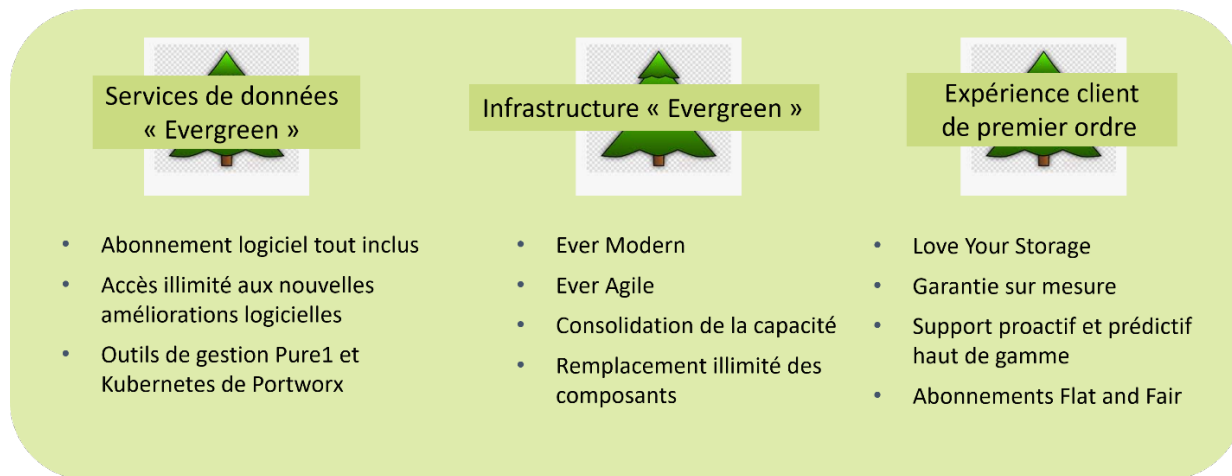 Services de données
« Evergreen »
Abonnement logiciel tout inclus
Accès illimité aux nouvelles
améliorations logicielles
Outils de gestion Pure1 et
Kubernetes de Portworx
Infrastructure « Evergreen »
Ever Modern
Ever Agile
Consolidation de la capacité
Remplacement illimité des
composants
Expérience client
de premier ordre
Love Your Storage
Garantie sur mesure
Support proactif et prédictif
haut de gamme
Abonnements Flat and Fair